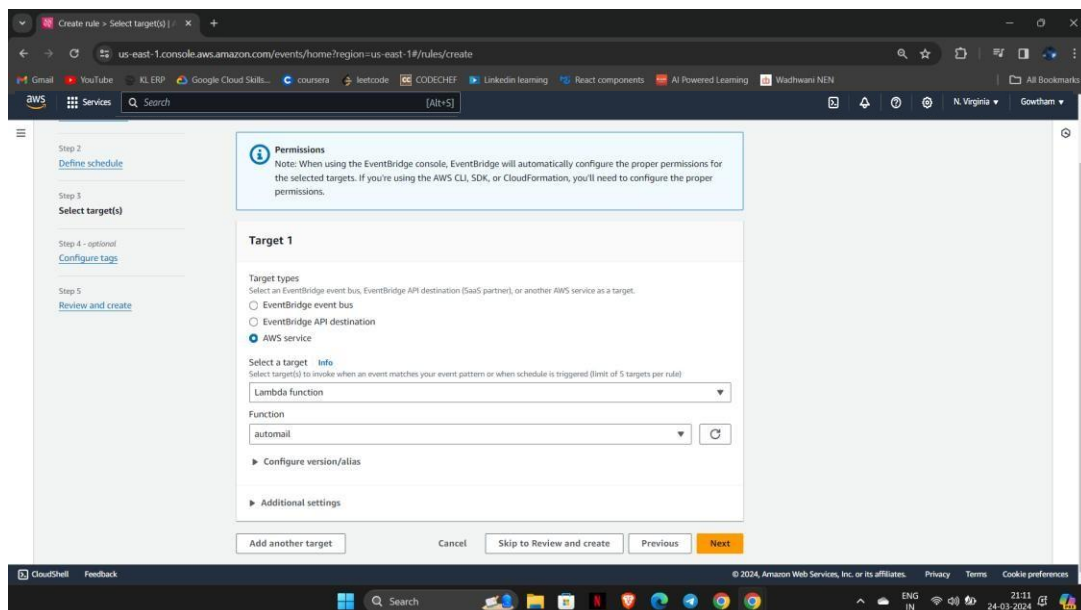 Create rule > Select target(s) | A
us-east-1.console.aws.amazon.com/events/home?region=us-east-1#/rules/create
Gmail YouTube KL ERP Google Cloud Skills... coursera leetcode CODECHEF Linkedin learning React components AI Powered Learning Wadhwani NEN All Bookmarks
aws Services Search [Alt+S] N. Virginia Gowtham
Step 2
Define schedule
Step 3
Select target(s)
Step 4 - optional
Configure tags
Step 5
Review and create
Permissions
Note: When using the EventBridge console, EventBridge will automatically configure the proper permissions for
the selected targets. If you're using the AWS CLI, SDK, or CloudFormation, you'll need to configure the proper
permissions.
Target 1
Target types
Select an EventBridge event bus, EventBridge API destination (SaaS partner), or another AWS service as a target.
EventBridge event bus
EventBridge API destination
AWS service
Select a target Info
Select target(s) to invoke when an event matches your event pattern or when schedule is triggered (limit of 5 targets per rule)
Lambda function
Function
automail
Configure version/alias
Additional settings
Add another target Cancel Skip to Review and create Previous Next
CloudShell Feedback © 2024, Amazon Web Services, Inc. or its affiliates. Privacy Terms Cookie preferences
Search ENG 21:11
IN 24-03-2024